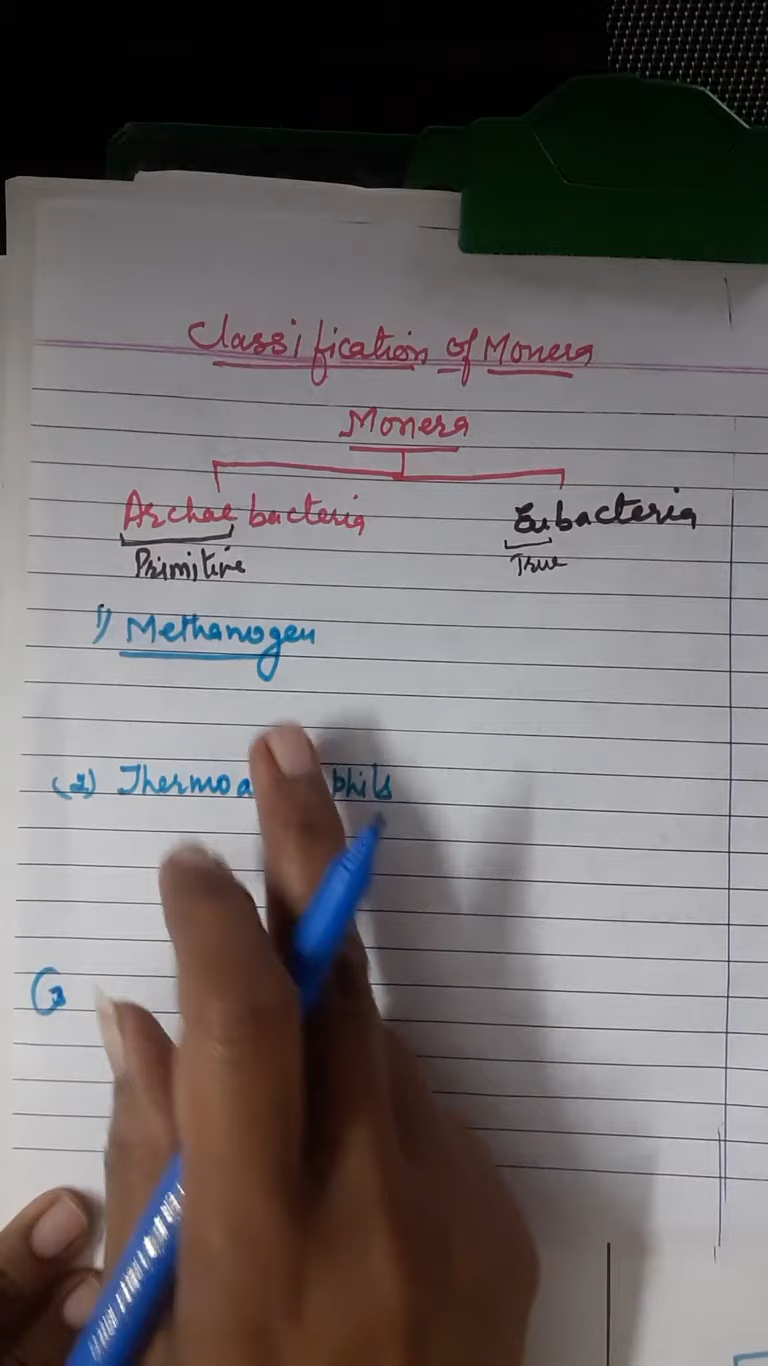 Classification of Monera
Monera
Archaebacteria Eubacteria
Primitive True
1) Methanogen
(2) Thermoa phils
(3